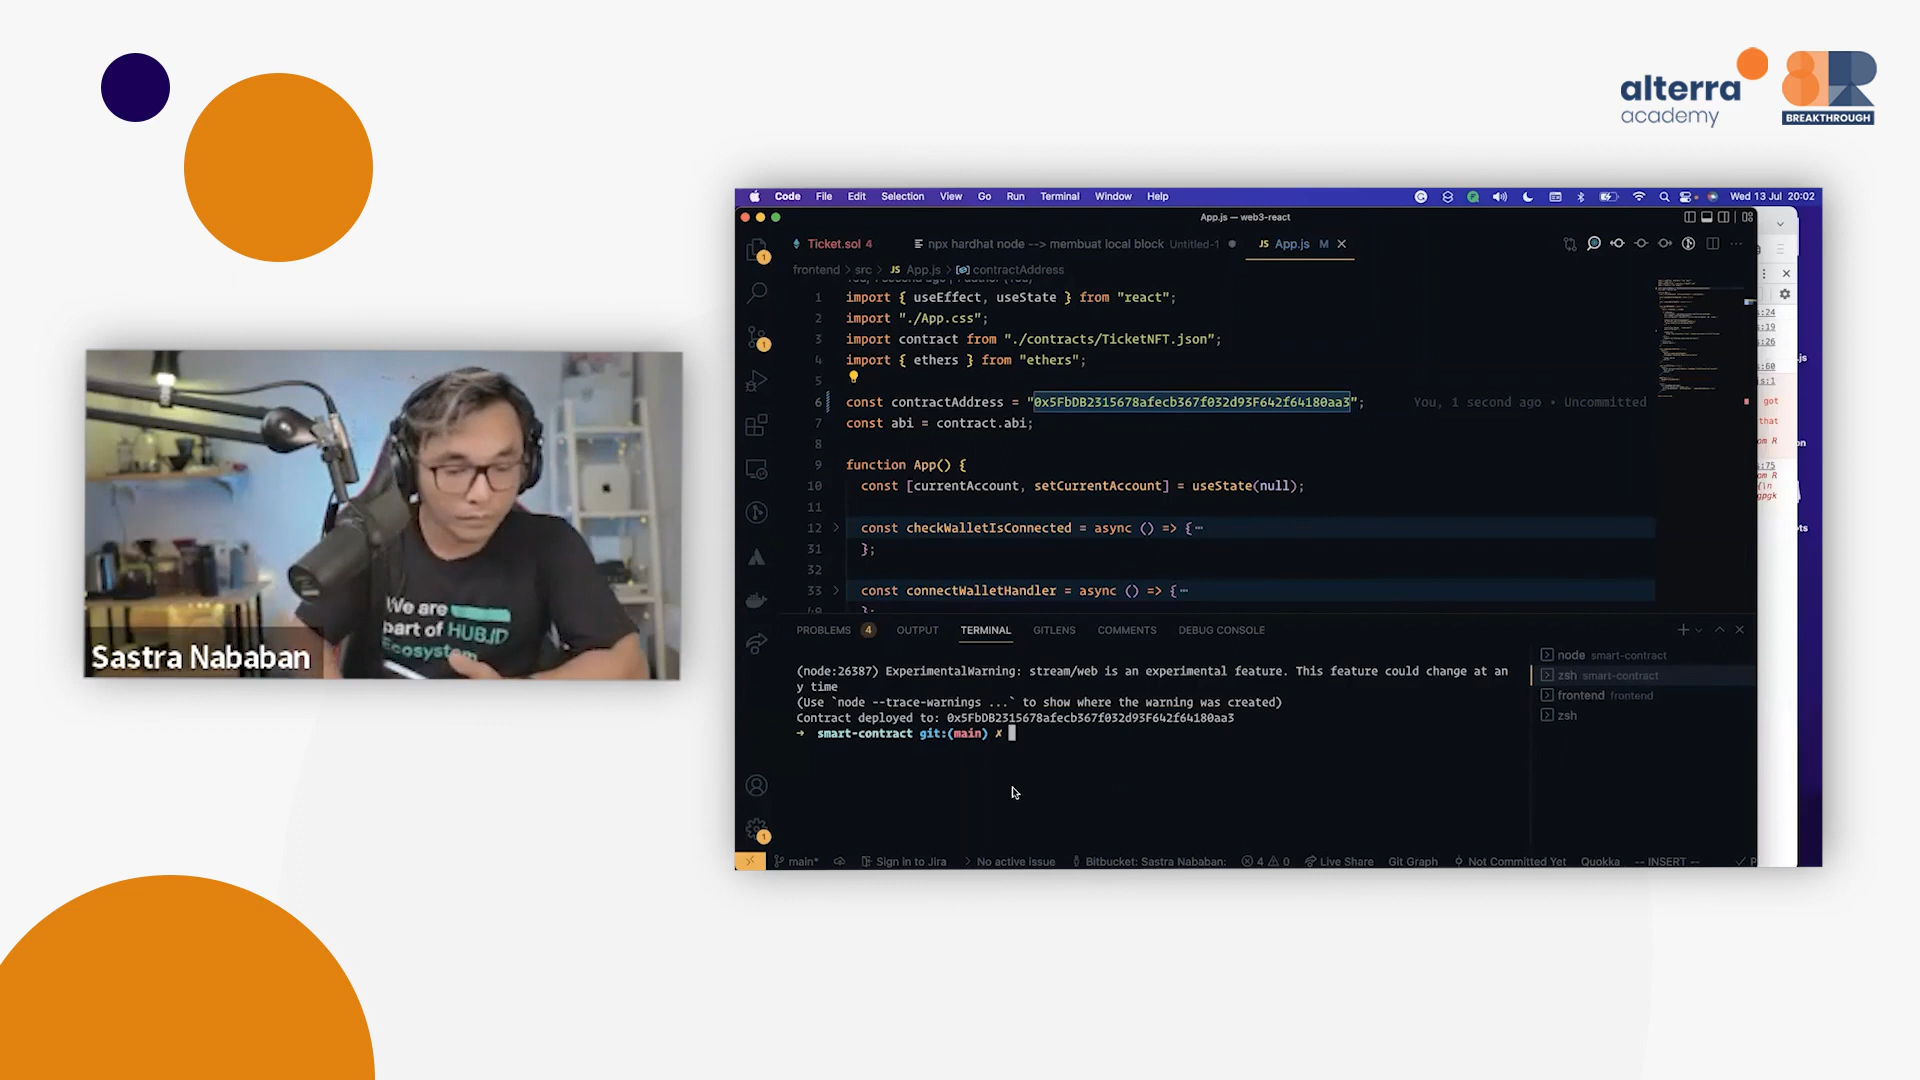 alterra
academy
BREAKTHROUGH
Code File Edit Selection View Go Run Terminal Window Help
Wed 13 Jul 20:02
App.js — web3-react
Ticket.sol 4
npx hardhat node --> membuat local block Untitled-1
JS App.js M
frontend > src > JS App.js > contractAddress
1 import { useEffect, useState } from "react";
2 import "./App.css";
3 import contract from "./contracts/TicketNFT.json";
4 import { ethers } from "ethers";
5
6 const contractAddress = "0x5FbDB2315678afecb367f032d93F642f64180aa3"; You, 1 second ago • Uncommitted
7 const abi = contract.abi;
8
9 function App() {
10 const [currentAccount, setCurrentAccount] = useState(null);
11
12 const checkWalletIsConnected = async () => {
31 };
32
33 const connectWalletHandler = async () => {
PROBLEMS 4 OUTPUT TERMINAL GITLENS COMMENTS DEBUG CONSOLE
(node:26387) ExperimentalWarning: stream/web is an experimental feature. This feature could change at an
y time
(Use `node --trace-warnings ...` to show where the warning was created)
Contract deployed to: 0x5FbDB2315678afecb367f032d93F642f64180aa3
→ smart-contract git:(main) ✗
node smart-contract
zsh smart-contract
frontend frontend
zsh
main* Sign in to Jira No active issue Bitbucket: Sastra Nababan: 4 0 Live Share Git Graph Not Committed Yet Quokka -- INSERT --
We are
part of HUB.ID
Ecosystem
Sastra Nababan